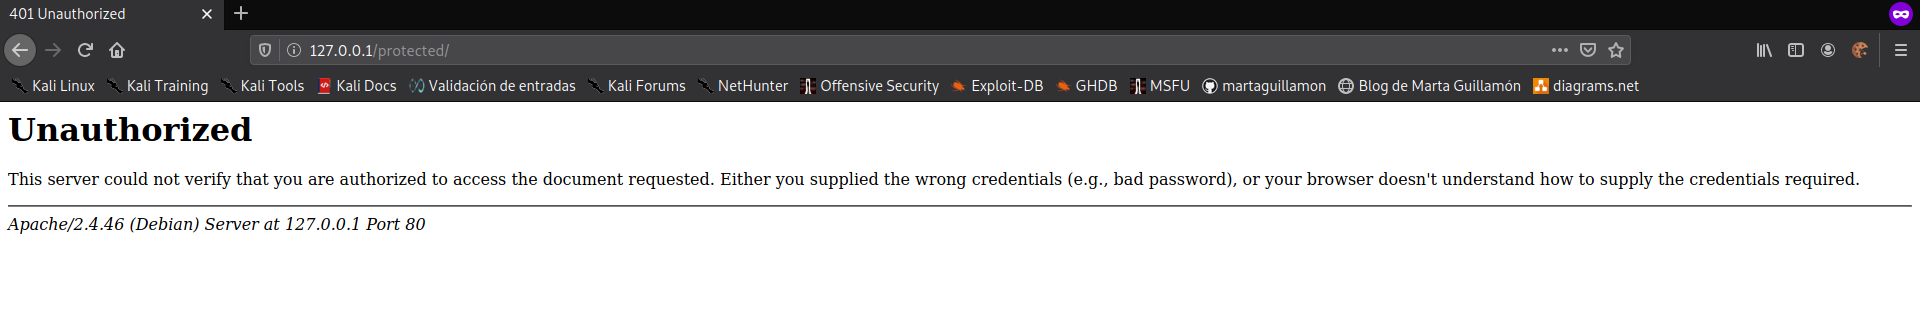 401 Unauthorized
127.0.0.1/protected/
Kali Linux Kali Training Kali Tools Kali Docs Validación de entradas Kali Forums NetHunter Offensive Security Exploit-DB GHDB MSFU martaguillamon Blog de Marta Guillamón diagrams.net
Unauthorized
This server could not verify that you are authorized to access the document requested. Either you supplied the wrong credentials (e.g., bad password), or your browser doesn't understand how to supply the credentials required.
Apache/2.4.46 (Debian) Server at 127.0.0.1 Port 80